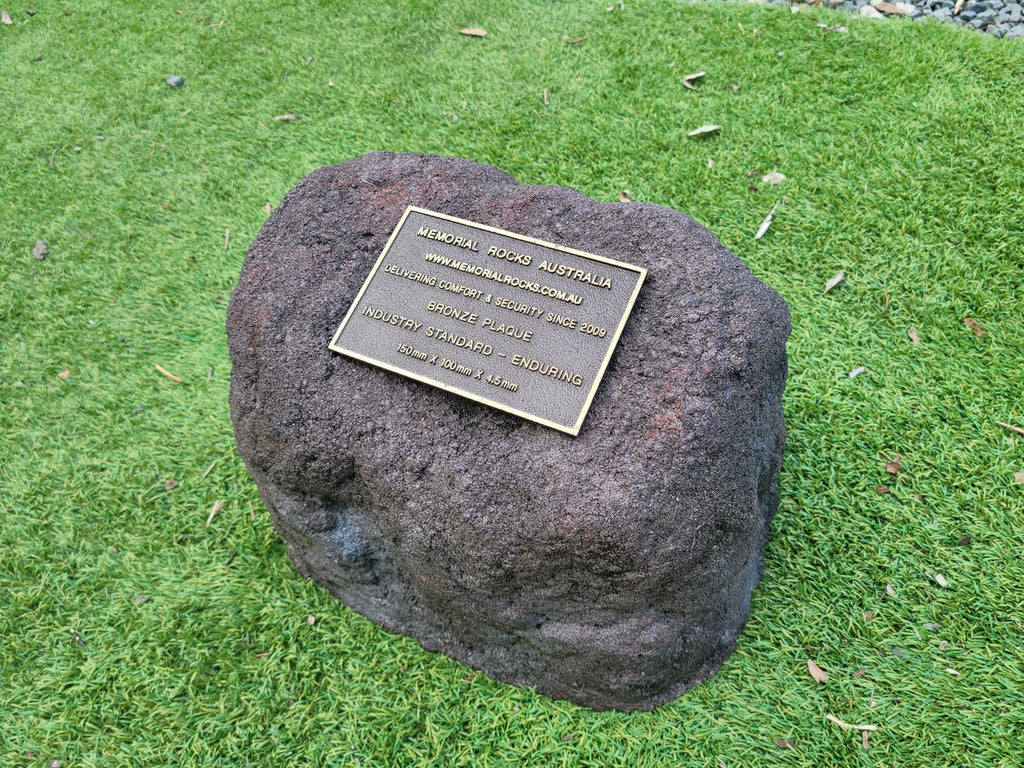 MEMORIAL ROCKS AUSTRALIA
WWW.MEMORIALROCKS.COM.AU
DELIVERING COMFORT & SECURITY SINCE 2009
BRONZE PLAQUE
INDUSTRY STANDARD - ENDURING
150mm X 100mm X 4.5mm